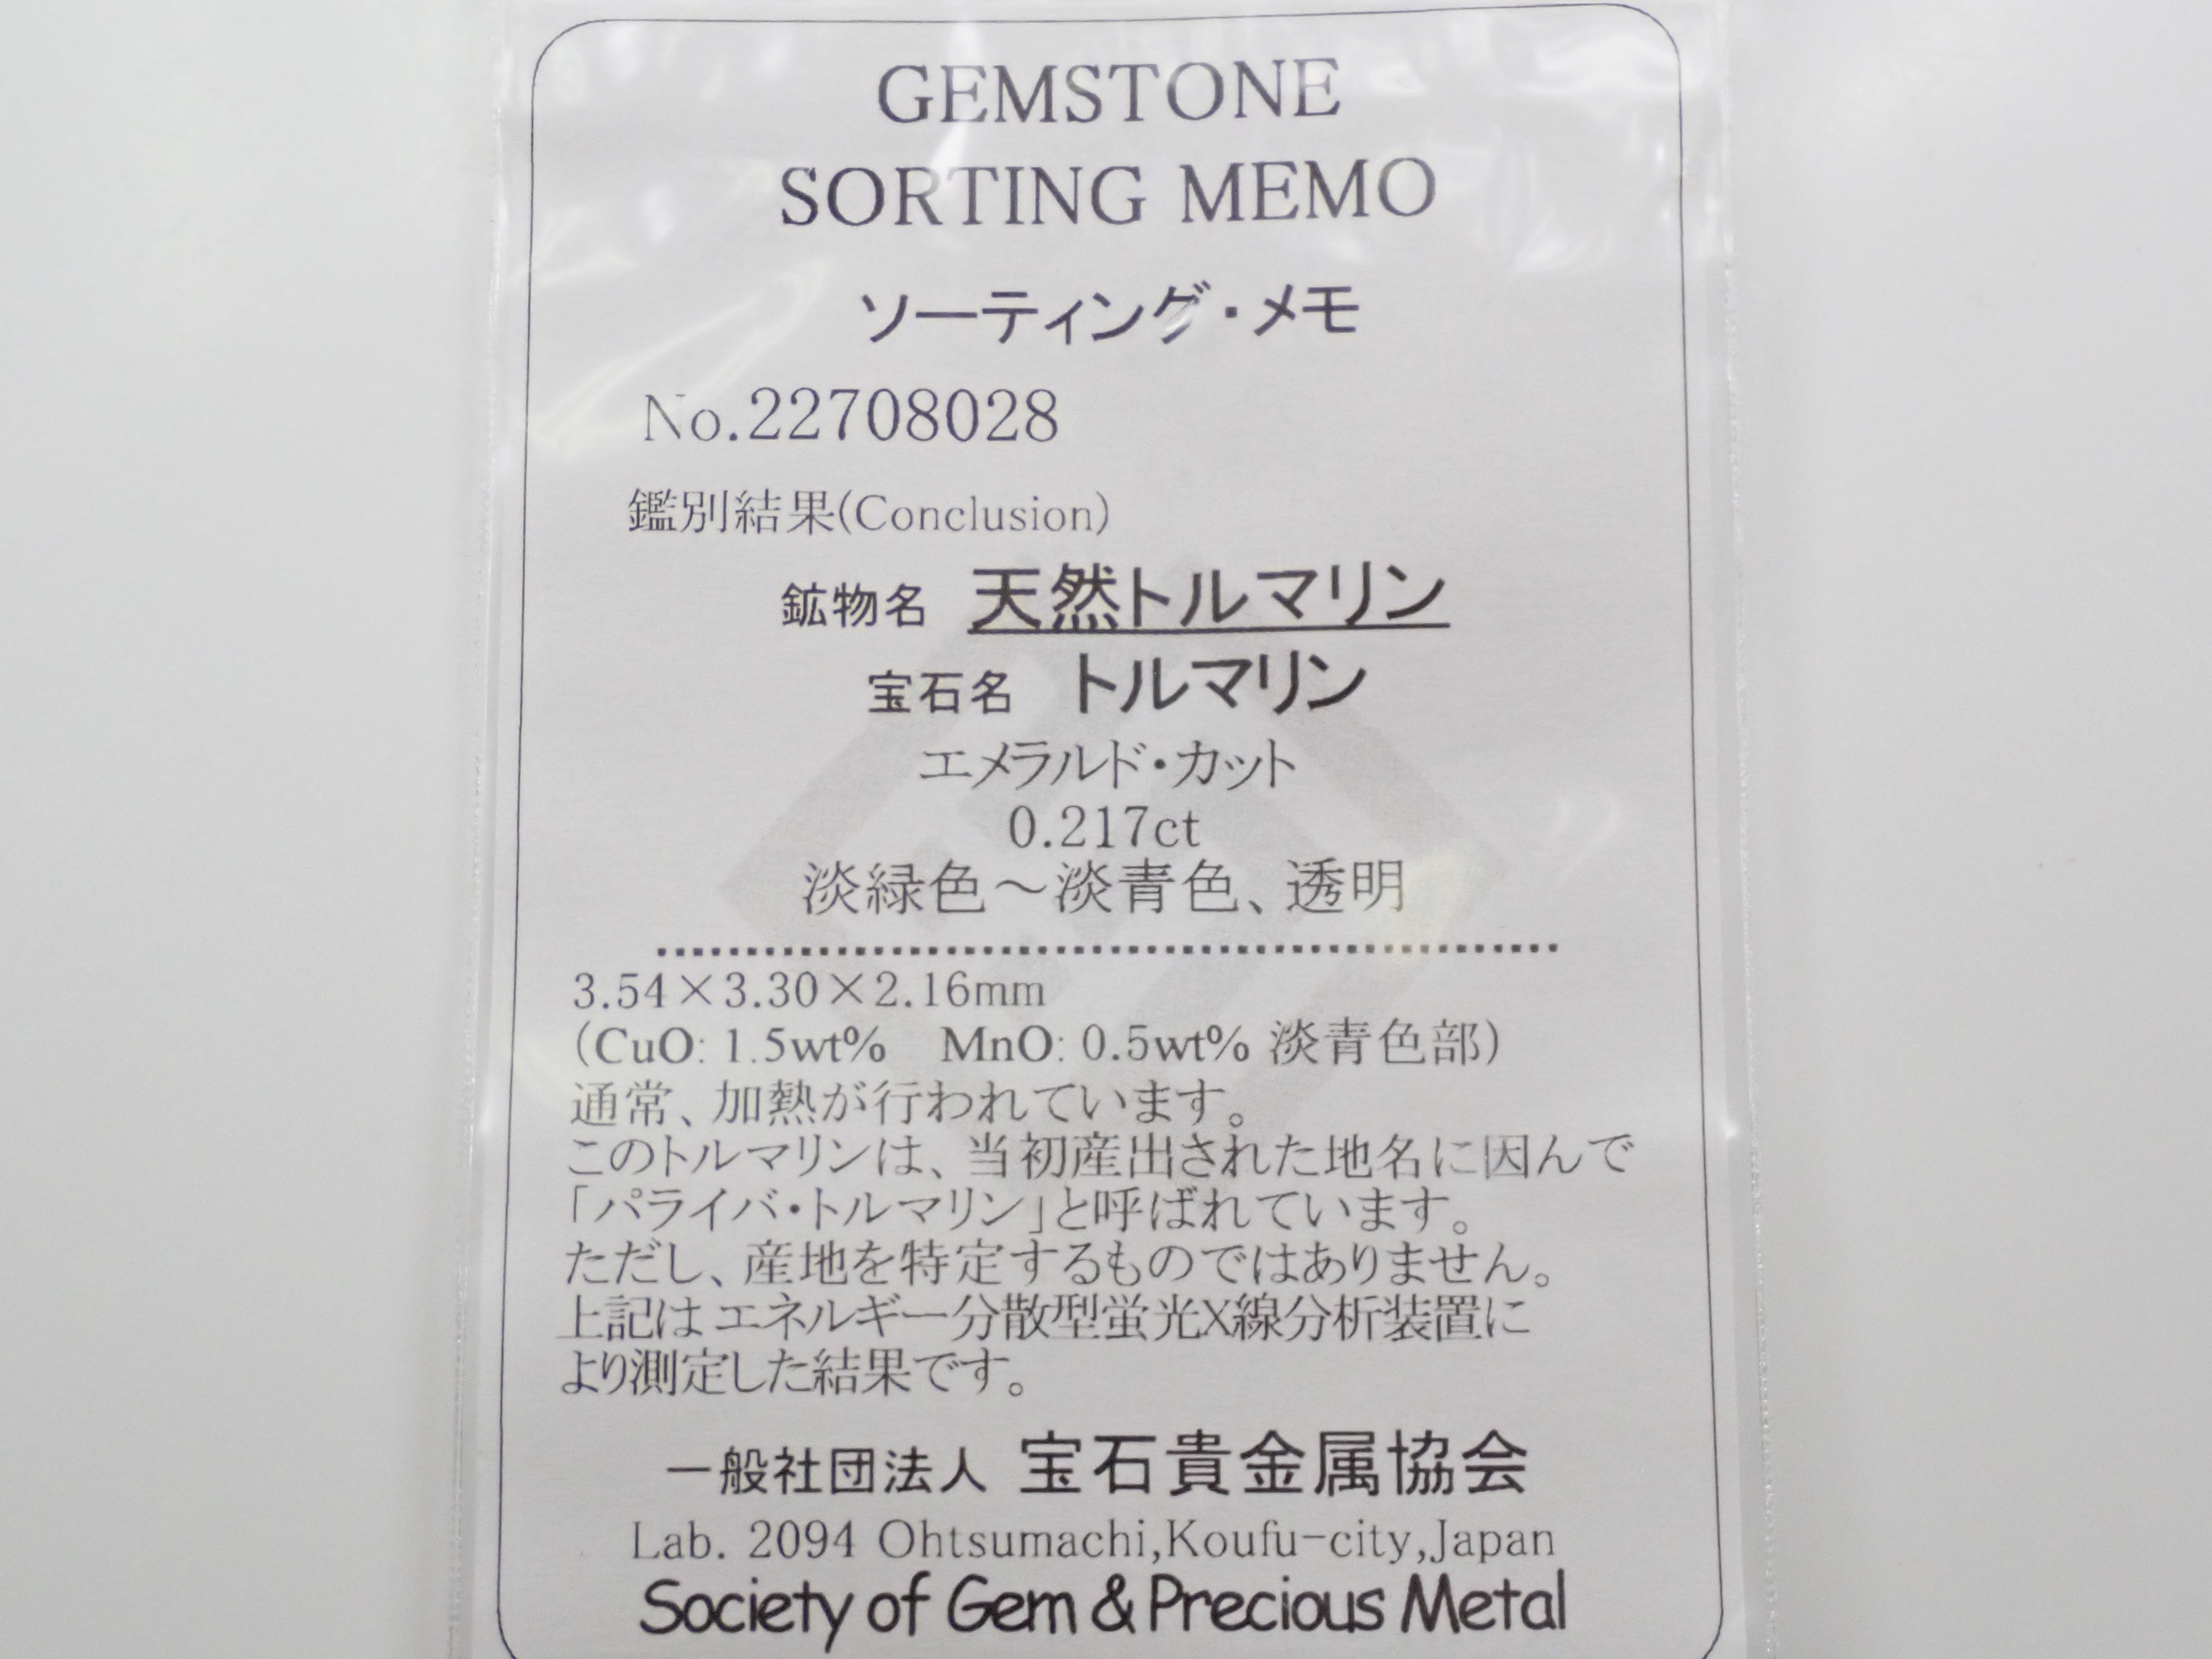 GEMSTONE
SORTING MEMO
ソーティング・メモ
No.22708028
鑑別結果(Conclusion)
鉱物名 天然トルマリン
宝石名 トルマリン
エメラルド・カット
0.217ct
淡緑色～淡青色、透明
3.54×3.30×2.16mm
(CuO: 1.5wt% MnO: 0.5wt% 淡青色部)
通常、加熱が行われています。
このトルマリンは、当初産出された地名に因んで
「パライバ・トルマリン」と呼ばれています。
ただし、産地を特定するものではありません。
上記はエネルギー分散型蛍光X線分析装置に
より測定した結果です。
一般社団法人 宝石貴金属協会
Lab. 2094 Ohtsumachi,Koufu-city,Japan
Society of Gem & Precious Metal